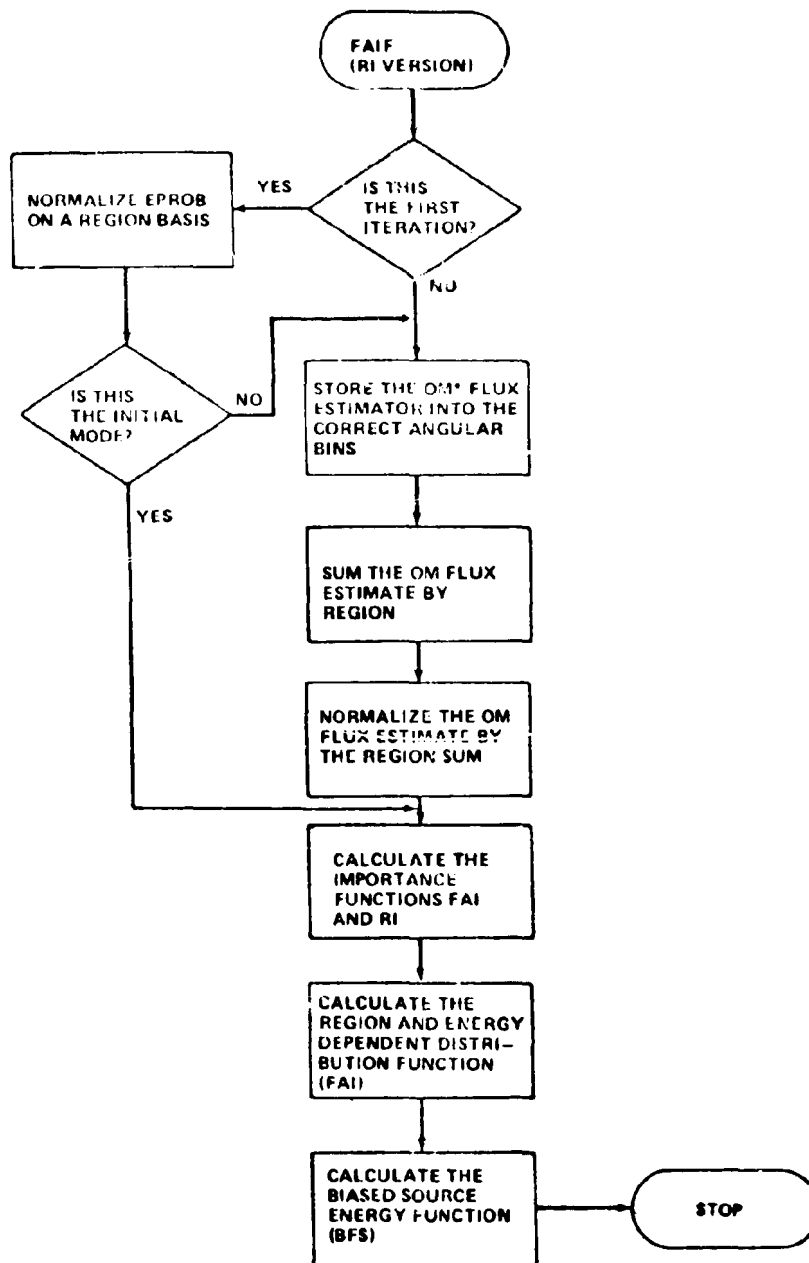 FAIF
(RI VERSION)
IS THIS
THE FIRST
ITERATION?
YES
NORMALIZE EPROB
ON A REGION BASIS
NO
IS THIS
THE INITIAL
MODE?
NO
YES
STORE THE OM* FLUX
ESTIMATOR INTO THE
CORRECT ANGULAR
BINS
SUM THE OM FLUX
ESTIMATE BY
REGION
NORMALIZE THE OM
FLUX ESTIMATE BY
THE REGION SUM
CALCULATE THE
IMPORTANCE
FUNCTIONS FAI
AND RI
CALCULATE THE
REGION AND ENERGY
DEPENDENT DISTRI-
BUTION FUNCTION
(FAI)
CALCULATE THE
BIASED SOURCE
ENERGY FUNCTION
(BFS)
STOP